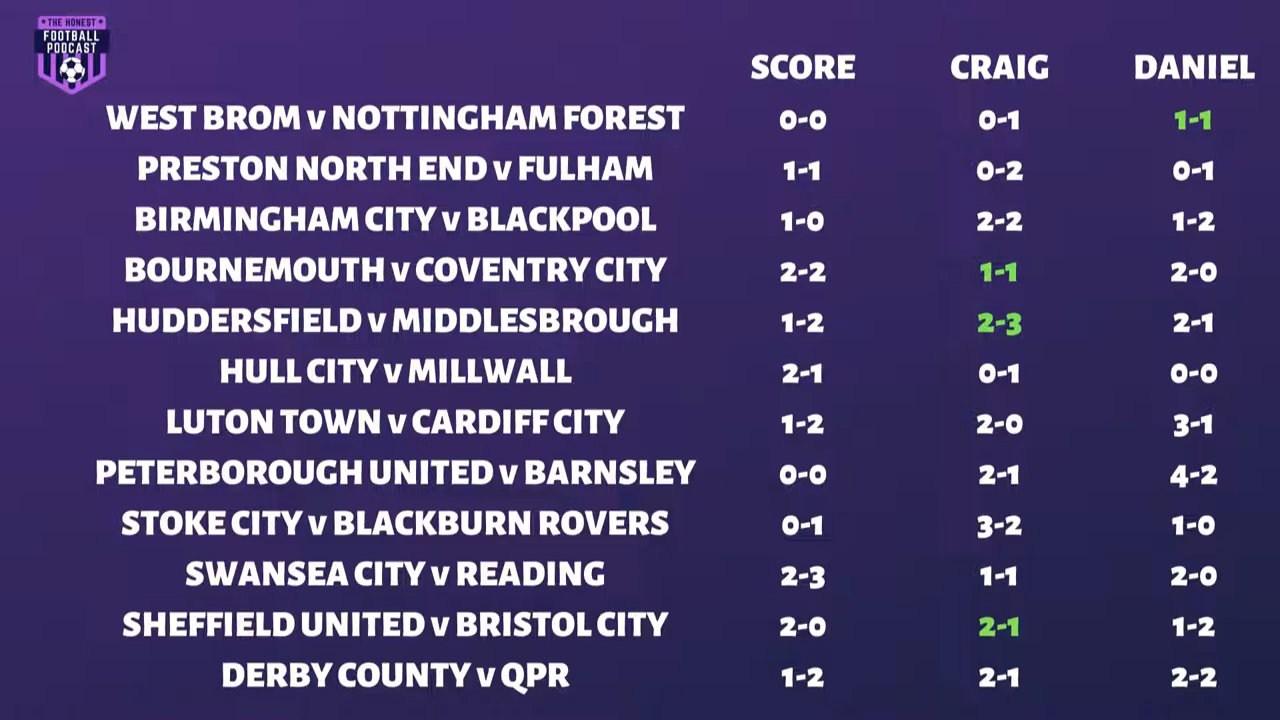 THE HONEST
FOOTBALL
PODCAST
SCORE CRAIG DANIEL
WEST BROM v NOTTINGHAM FOREST 0-0 0-1 1-1
PRESTON NORTH END v FULHAM 1-1 0-2 0-1
BIRMINGHAM CITY v BLACKPOOL 1-0 2-2 1-2
BOURNEMOUTH v COVENTRY CITY 2-2 1-1 2-0
HUDDERSFIELD v MIDDLESBROUGH 1-2 2-3 2-1
HULL CITY v MILLWALL 2-1 0-1 0-0
LUTON TOWN v CARDIFF CITY 1-2 2-0 3-1
PETERBOROUGH UNITED v BARNSLEY 0-0 2-1 4-2
STOKE CITY v BLACKBURN ROVERS 0-1 3-2 1-0
SWANSEA CITY v READING 2-3 1-1 2-0
SHEFFIELD UNITED v BRISTOL CITY 2-0 2-1 1-2
DERBY COUNTY v QPR 1-2 2-1 2-2